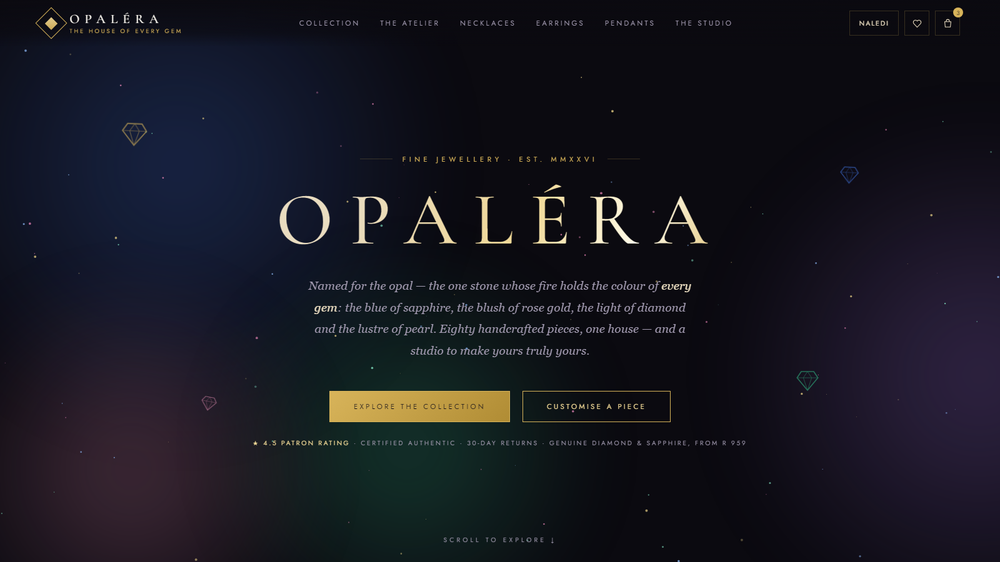 OPALÉRA
THE HOUSE OF EVERY GEM
COLLECTION THE ATELIER NECKLACES EARRINGS PENDANTS THE STUDIO
NALEDI
3
FINE JEWELLERY · EST. MMXXVI
OPALÉRA
Named for the opal — the one stone whose fire holds the colour of every
gem: the blue of sapphire, the blush of rose gold, the light of diamond
and the lustre of pearl. Eighty handcrafted pieces, one house — and a
studio to make yours truly yours.
EXPLORE THE COLLECTION
CUSTOMISE A PIECE
★ 4.5 PATRON RATING · CERTIFIED AUTHENTIC · 30-DAY RETURNS · GENUINE DIAMOND & SAPPHIRE, FROM R 959
SCROLL TO EXPLORE ↓